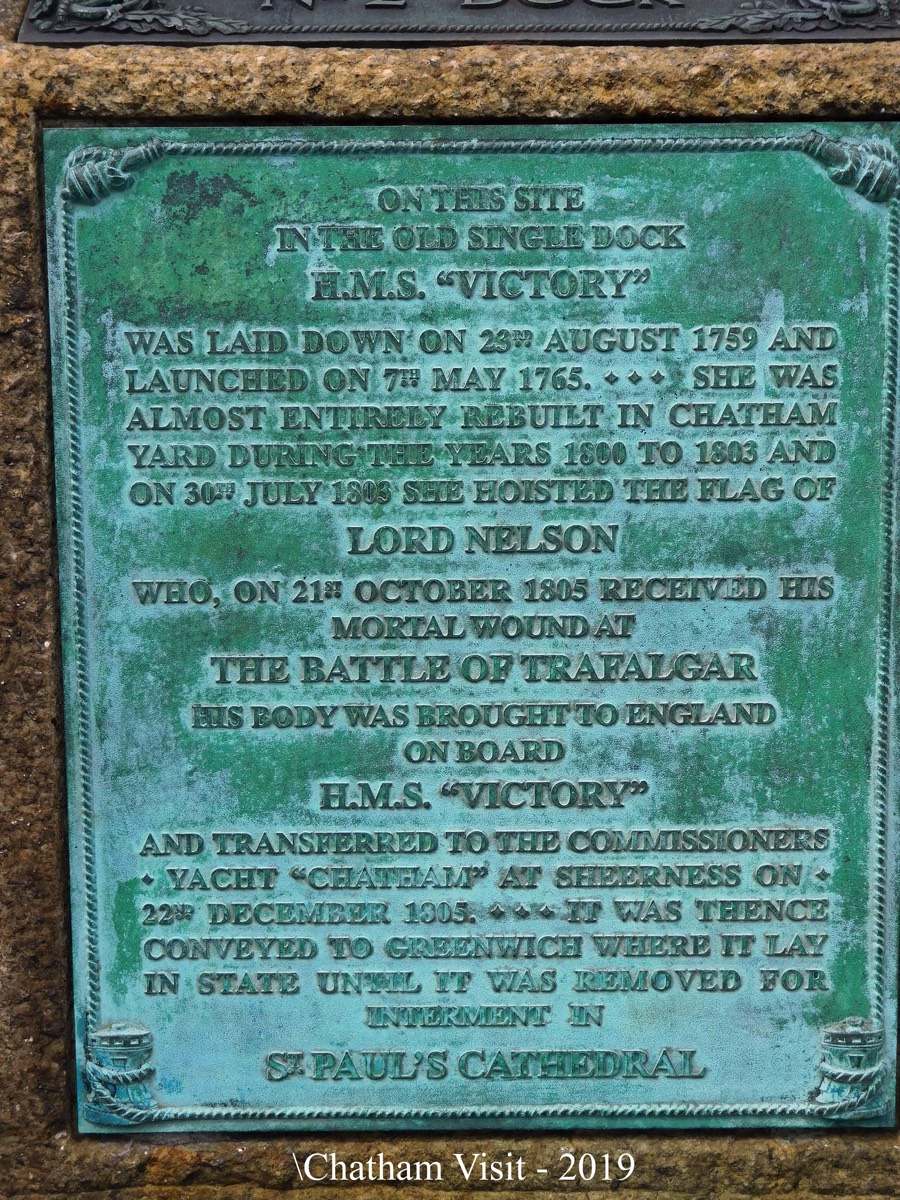 Nº 2 DOCK
ON THIS SITE
IN THE OLD SINGLE DOCK
H.M.S. “VICTORY”
WAS LAID DOWN ON 23RD AUGUST 1759 AND
LAUNCHED ON 7TH MAY 1765. SHE WAS
ALMOST ENTIRELY REBUILT IN CHATHAM
YARD DURING THE YEARS 1800 TO 1803 AND
ON 30TH JULY 1803 SHE HOISTED THE FLAG OF
LORD NELSON
WHO, ON 21ST OCTOBER 1805 RECEIVED HIS
MORTAL WOUND AT
THE BATTLE OF TRAFALGAR
HIS BODY WAS BROUGHT TO ENGLAND
ON BOARD
H.M.S. “VICTORY”
AND TRANSFERRED TO THE COMMISSIONERS
YACHT “CHATHAM” AT SHEERNESS ON
22ND DECEMBER 1805. IT WAS THENCE
CONVEYED TO GREENWICH WHERE IT LAY
IN STATE UNTIL IT WAS REMOVED FOR
INTERMENT IN
ST. PAUL'S CATHEDRAL
\Chatham Visit - 2019